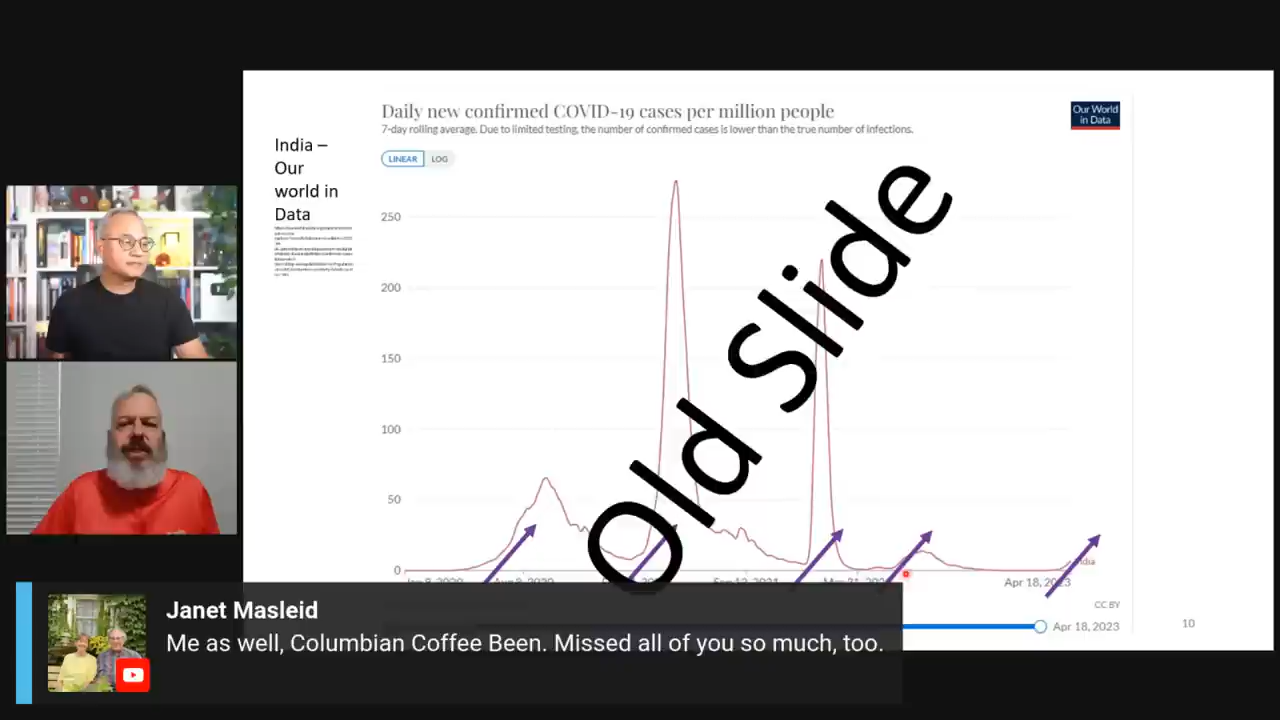 Daily new confirmed COVID-19 cases per million people
7-day rolling average. Due to limited testing, the number of confirmed cases is lower than the true number of infections.
Our World
in Data
LINEAR
LOG
India –
Our
world in
Data
250
200
150
100
50
0
Old Slide
India
Apr 18, 2023
CC BY
Apr 18, 2023
10
Janet Masleid
Me as well, Columbian Coffee Been. Missed all of you so much, too.